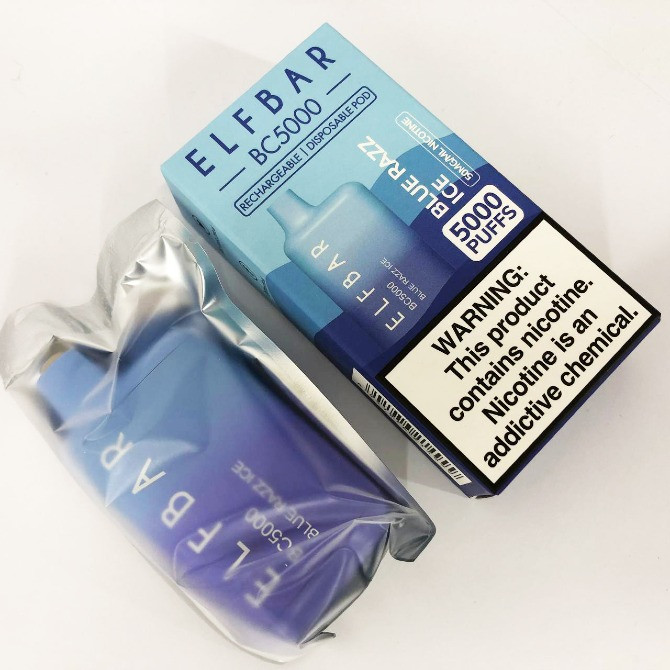 ELFBAR
BC5000
RECHARGEABLE | DISPOSABLE POD
50MG/ML NICOTINE
BLUE RAZZ
ICE
5000
PUFFS
ELFBAR
BC5000
BLUE RAZZ ICE
WARNING:
This product
contains nicotine.
Nicotine is an
addictive chemical.
ELFBAR
BC5000
BLUE RAZZ ICE